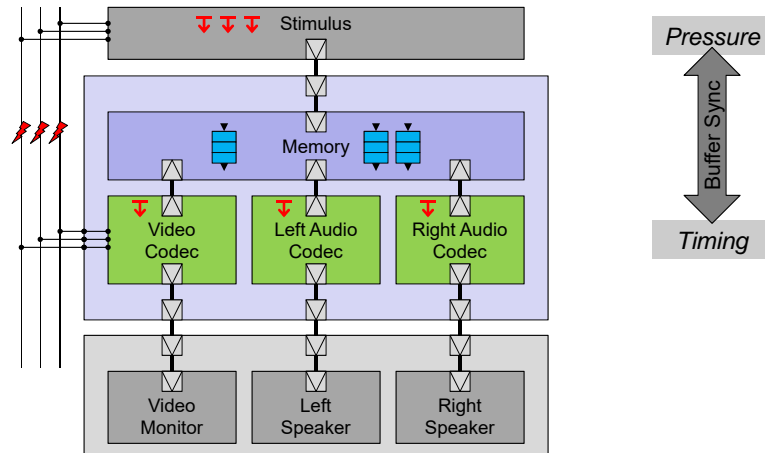 Stimulus
Pressure
Memory
Buffer Sync
Video
Codec
Left Audio
Codec
Right Audio
Codec
Timing
Video
Monitor
Left
Speaker
Right
Speaker